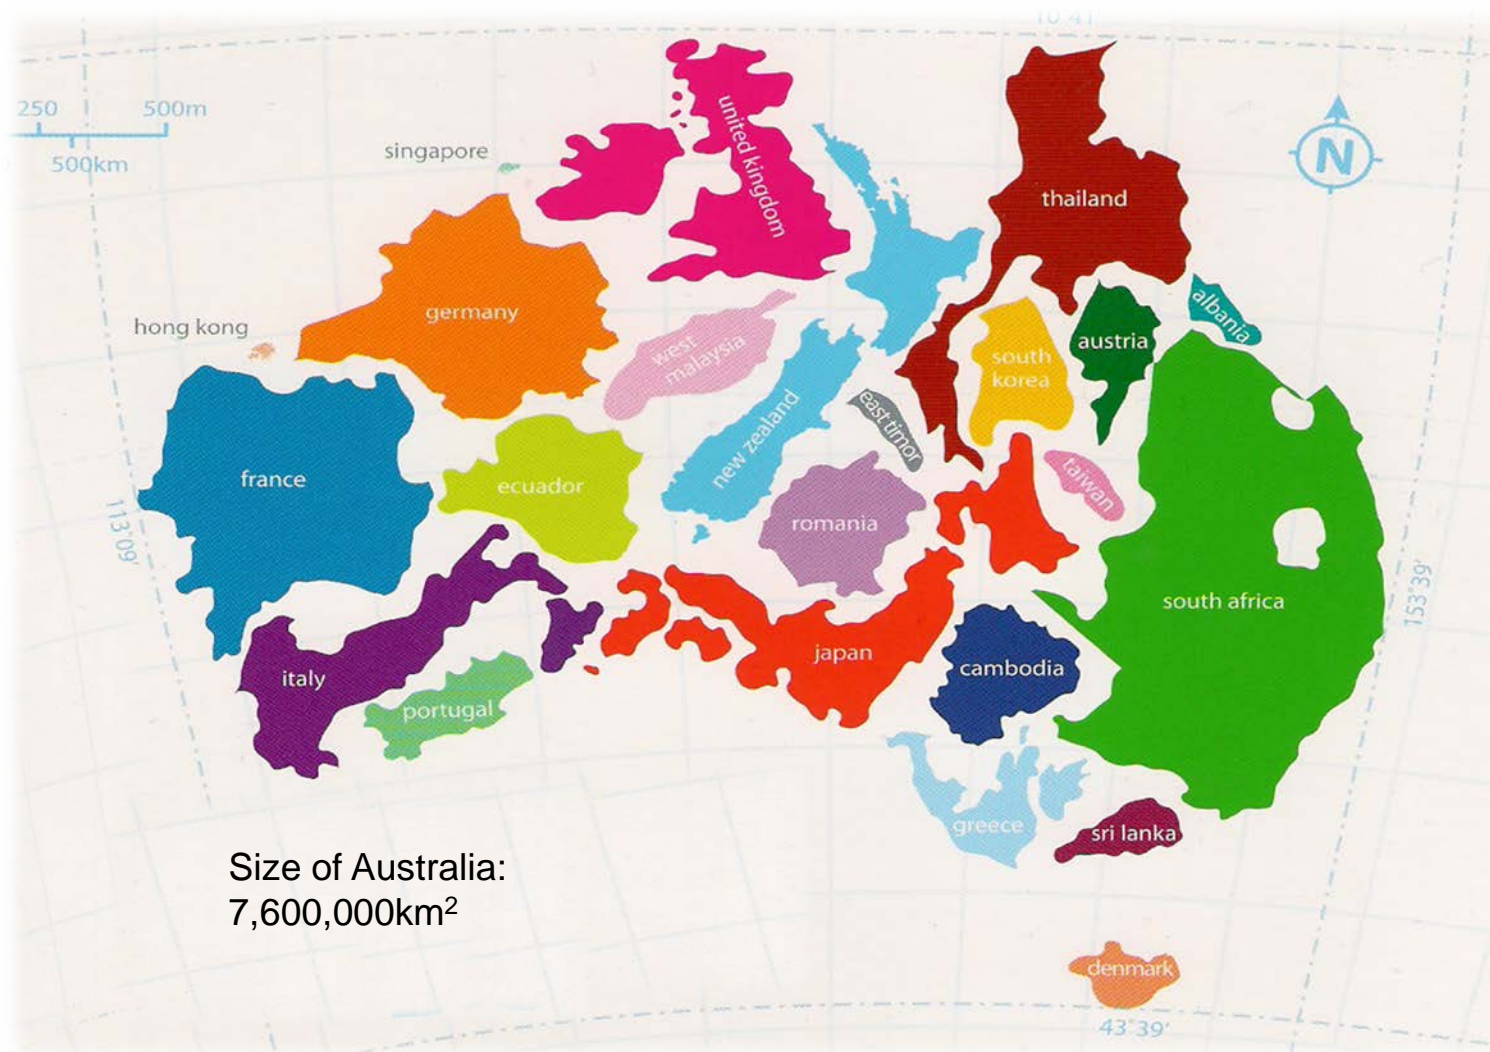 10°41'
250
500m
500km
singapore
united kingdom
N
thailand
germany
albania
hong kong
west
malaysia
austria
south
korea
new zealand
east timor
france
ecuador
taiwan
romania
113°09'
153°39'
south africa
japan
cambodia
italy
portugal
greece
sri lanka
Size of Australia:
7,600,000km²
denmark
43°39'